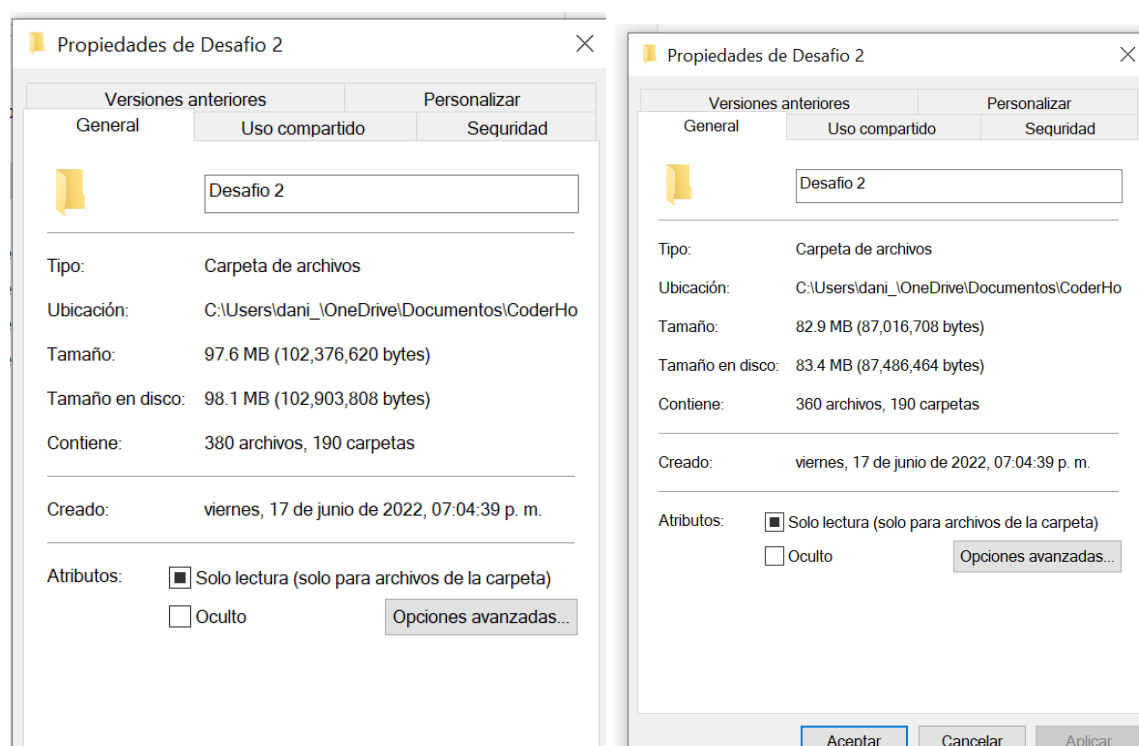 Propiedades de Desafio 2
Versiones anteriores Personalizar
General Uso compartido Seguridad
Desafio 2
Tipo: Carpeta de archivos
Ubicación: C:\Users\dani_\OneDrive\Documentos\CoderHo
Tamaño: 97.6 MB (102,376,620 bytes)
Tamaño en disco: 98.1 MB (102,903,808 bytes)
Contiene: 380 archivos, 190 carpetas
Creado: viernes, 17 de junio de 2022, 07:04:39 p. m.
Atributos: Solo lectura (solo para archivos de la carpeta)
Oculto Opciones avanzadas...
Propiedades de Desafio 2
Versiones anteriores Personalizar
General Uso compartido Seguridad
Desafio 2
Tipo: Carpeta de archivos
Ubicación: C:\Users\dani_\OneDrive\Documentos\CoderHo
Tamaño: 82.9 MB (87,016,708 bytes)
Tamaño en disco: 83.4 MB (87,486,464 bytes)
Contiene: 360 archivos, 190 carpetas
Creado: viernes, 17 de junio de 2022, 07:04:39 p. m.
Atributos: Solo lectura (solo para archivos de la carpeta)
Oculto Opciones avanzadas...
Aceptar Cancelar Aplicar